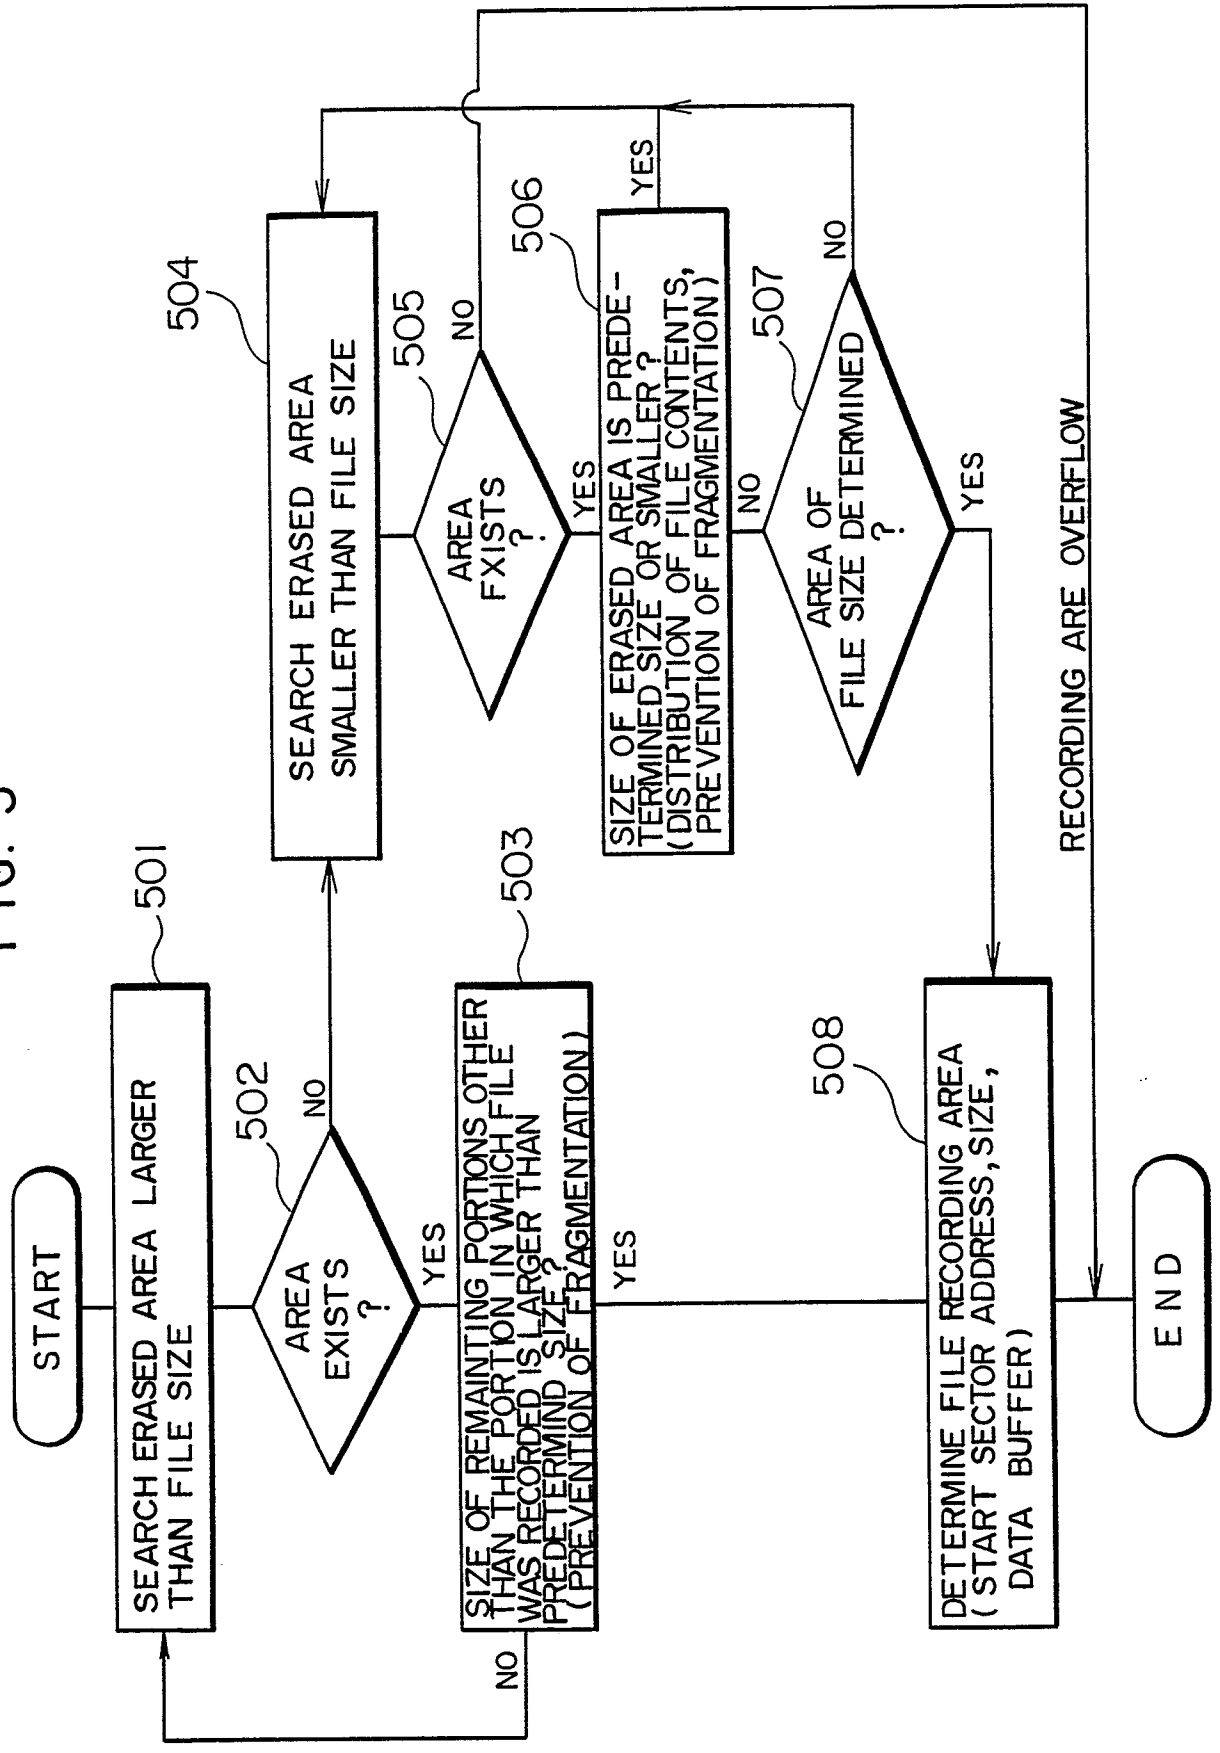 FIG. 5
START
501
SEARCH ERASED AREA LARGER
THAN FILE SIZE
502
AREA
EXISTS
?
NO
YES
503
SIZE OF REMAINTING PORTIONS OTHER
THAN THE PORTION IN WHICH FILE
WAS RECORDED IS LARGER THAN
PREDETERMIND SIZE?
(PREVENTION OF FRAGMENTATION)
NO
YES
504
SEARCH ERASED AREA
SMALLER THAN FILE SIZE
505
AREA
FXISTS
?
NO
YES
506
SIZE OF ERASED AREA IS PREDE-
TERMINED SIZE OR SMALLER?
(DISTRIBUTION OF FILE CONTENTS,
PREVENTION OF FRAGMENTATION)
YES
NO
507
AREA OF
FILE SIZE DETERMINED
?
NO
YES
508
DETERMINE FILE RECORDING AREA
(START SECTOR ADDRESS,SIZE,
DATA BUFFER)
RECORDING ARE OVERFLOW
END